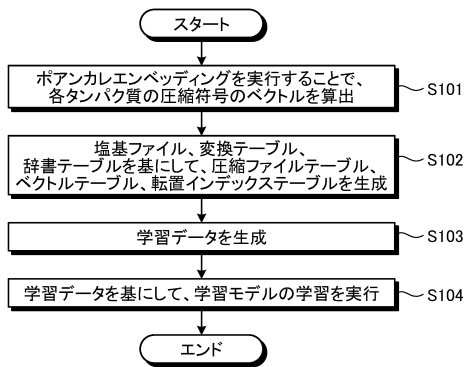 スタート
ポアンカレエンベッディングを実行することで、
各タンパク質の圧縮符号のベクトルを算出
S101
塩基ファイル、変換テーブル、
辞書テーブルを基にして、圧縮ファイルテーブル、
ベクトルテーブル、転置インデックステーブルを生成
S102
学習データを生成
S103
学習データを基にして、学習モデルの学習を実行
S104
エンド